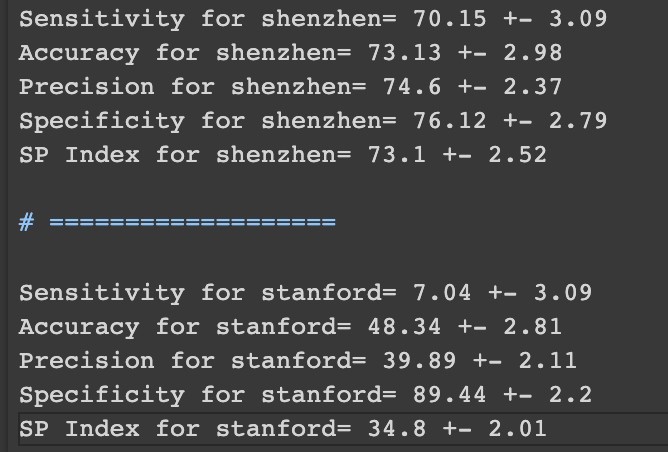 Sensitivity for shenzhen= 70.15 +- 3.09
Accuracy for shenzhen= 73.13 +- 2.98
Precision for shenzhen= 74.6 +- 2.37
Specificity for shenzhen= 76.12 +- 2.79
SP Index for shenzhen= 73.1 +- 2.52
# ===================
Sensitivity for stanford= 7.04 +- 3.09
Accuracy for stanford= 48.34 +- 2.81
Precision for stanford= 39.89 +- 2.11
Specificity for stanford= 89.44 +- 2.2
SP Index for stanford= 34.8 +- 2.01